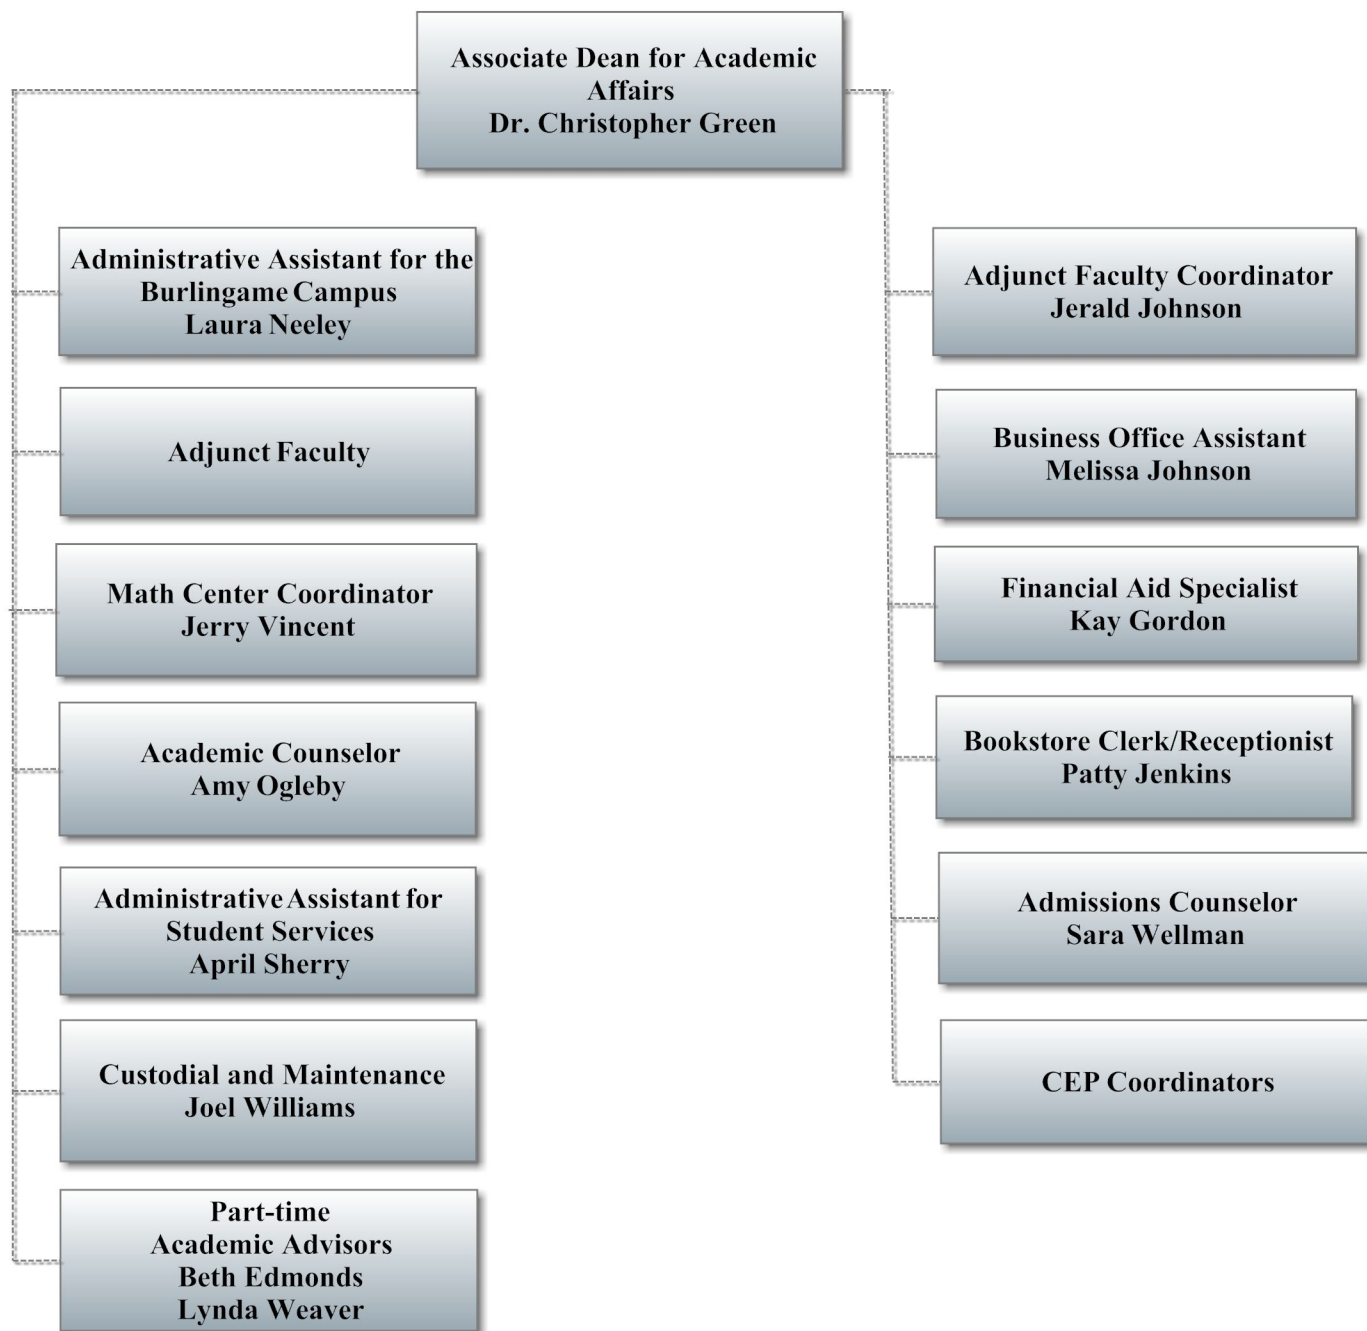 Associate Dean for Academic
Affairs
Dr. Christopher Green
Administrative Assistant for the
Burlingame Campus
Laura Neeley
Adjunct Faculty
Math Center Coordinator
Jerry Vincent
Academic Counselor
Amy Ogleby
Administrative Assistant for
Student Services
April Sherry
Custodial and Maintenance
Joel Williams
Part-time
Academic Advisors
Beth Edmonds
Lynda Weaver
Adjunct Faculty Coordinator
Jerald Johnson
Business Office Assistant
Melissa Johnson
Financial Aid Specialist
Kay Gordon
Bookstore Clerk/Receptionist
Patty Jenkins
Admissions Counselor
Sara Wellman
CEP Coordinators